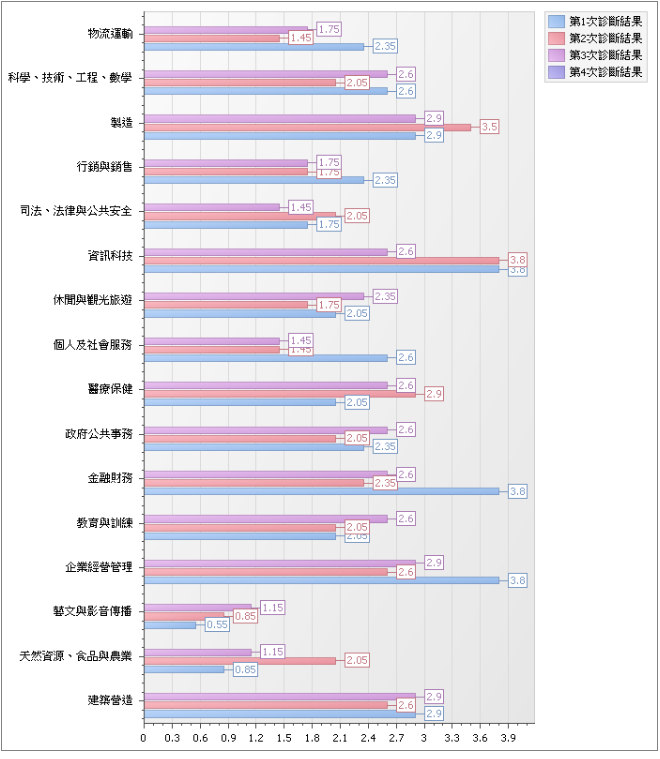 第1次診斷結果
第2次診斷結果
第3次診斷結果
第4次診斷結果
物流運輸
1.75
1.45
2.35
科學、技術、工程、數學
2.6
2.05
2.6
製造
2.9
3.5
2.9
行銷與銷售
1.75
1.75
2.35
司法、法律與公共安全
1.45
2.05
1.75
資訊科技
2.6
3.8
3.8
休閒與觀光旅遊
2.35
1.75
2.05
個人及社會服務
1.45
1.45
2.6
醫療保健
2.6
2.9
2.05
政府公共事務
2.6
2.05
2.35
金融財務
2.6
2.35
3.8
教育與訓練
2.6
2.05
2.05
企業經營管理
2.9
2.6
3.8
藝文與影音傳播
1.15
0.85
0.55
天然資源、食品與農業
1.15
2.05
0.85
建築營造
2.9
2.6
2.9
0 0.3 0.6 0.9 1.2 1.5 1.8 2.1 2.4 2.7 3 3.3 3.6 3.9